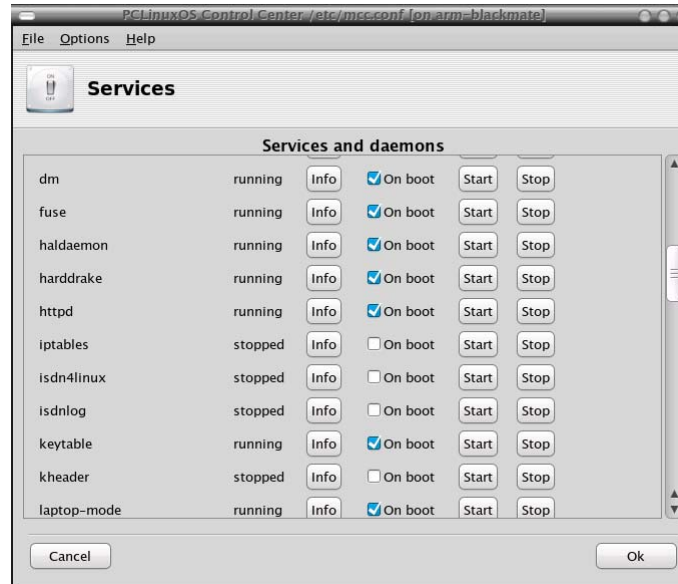 PCLinuxOS Control Center /etc/mcc.conf [on arm-blackmate]
File Options Help
ON
OFF
Services
Services and daemons
dm running Info On boot Start Stop
fuse running Info On boot Start Stop
haldaemon running Info On boot Start Stop
harddrake running Info On boot Start Stop
httpd running Info On boot Start Stop
iptables stopped Info On boot Start Stop
isdn4linux stopped Info On boot Start Stop
isdnlog stopped Info On boot Start Stop
keytable running Info On boot Start Stop
kheader stopped Info On boot Start Stop
laptop-mode running Info On boot Start Stop
Cancel Ok